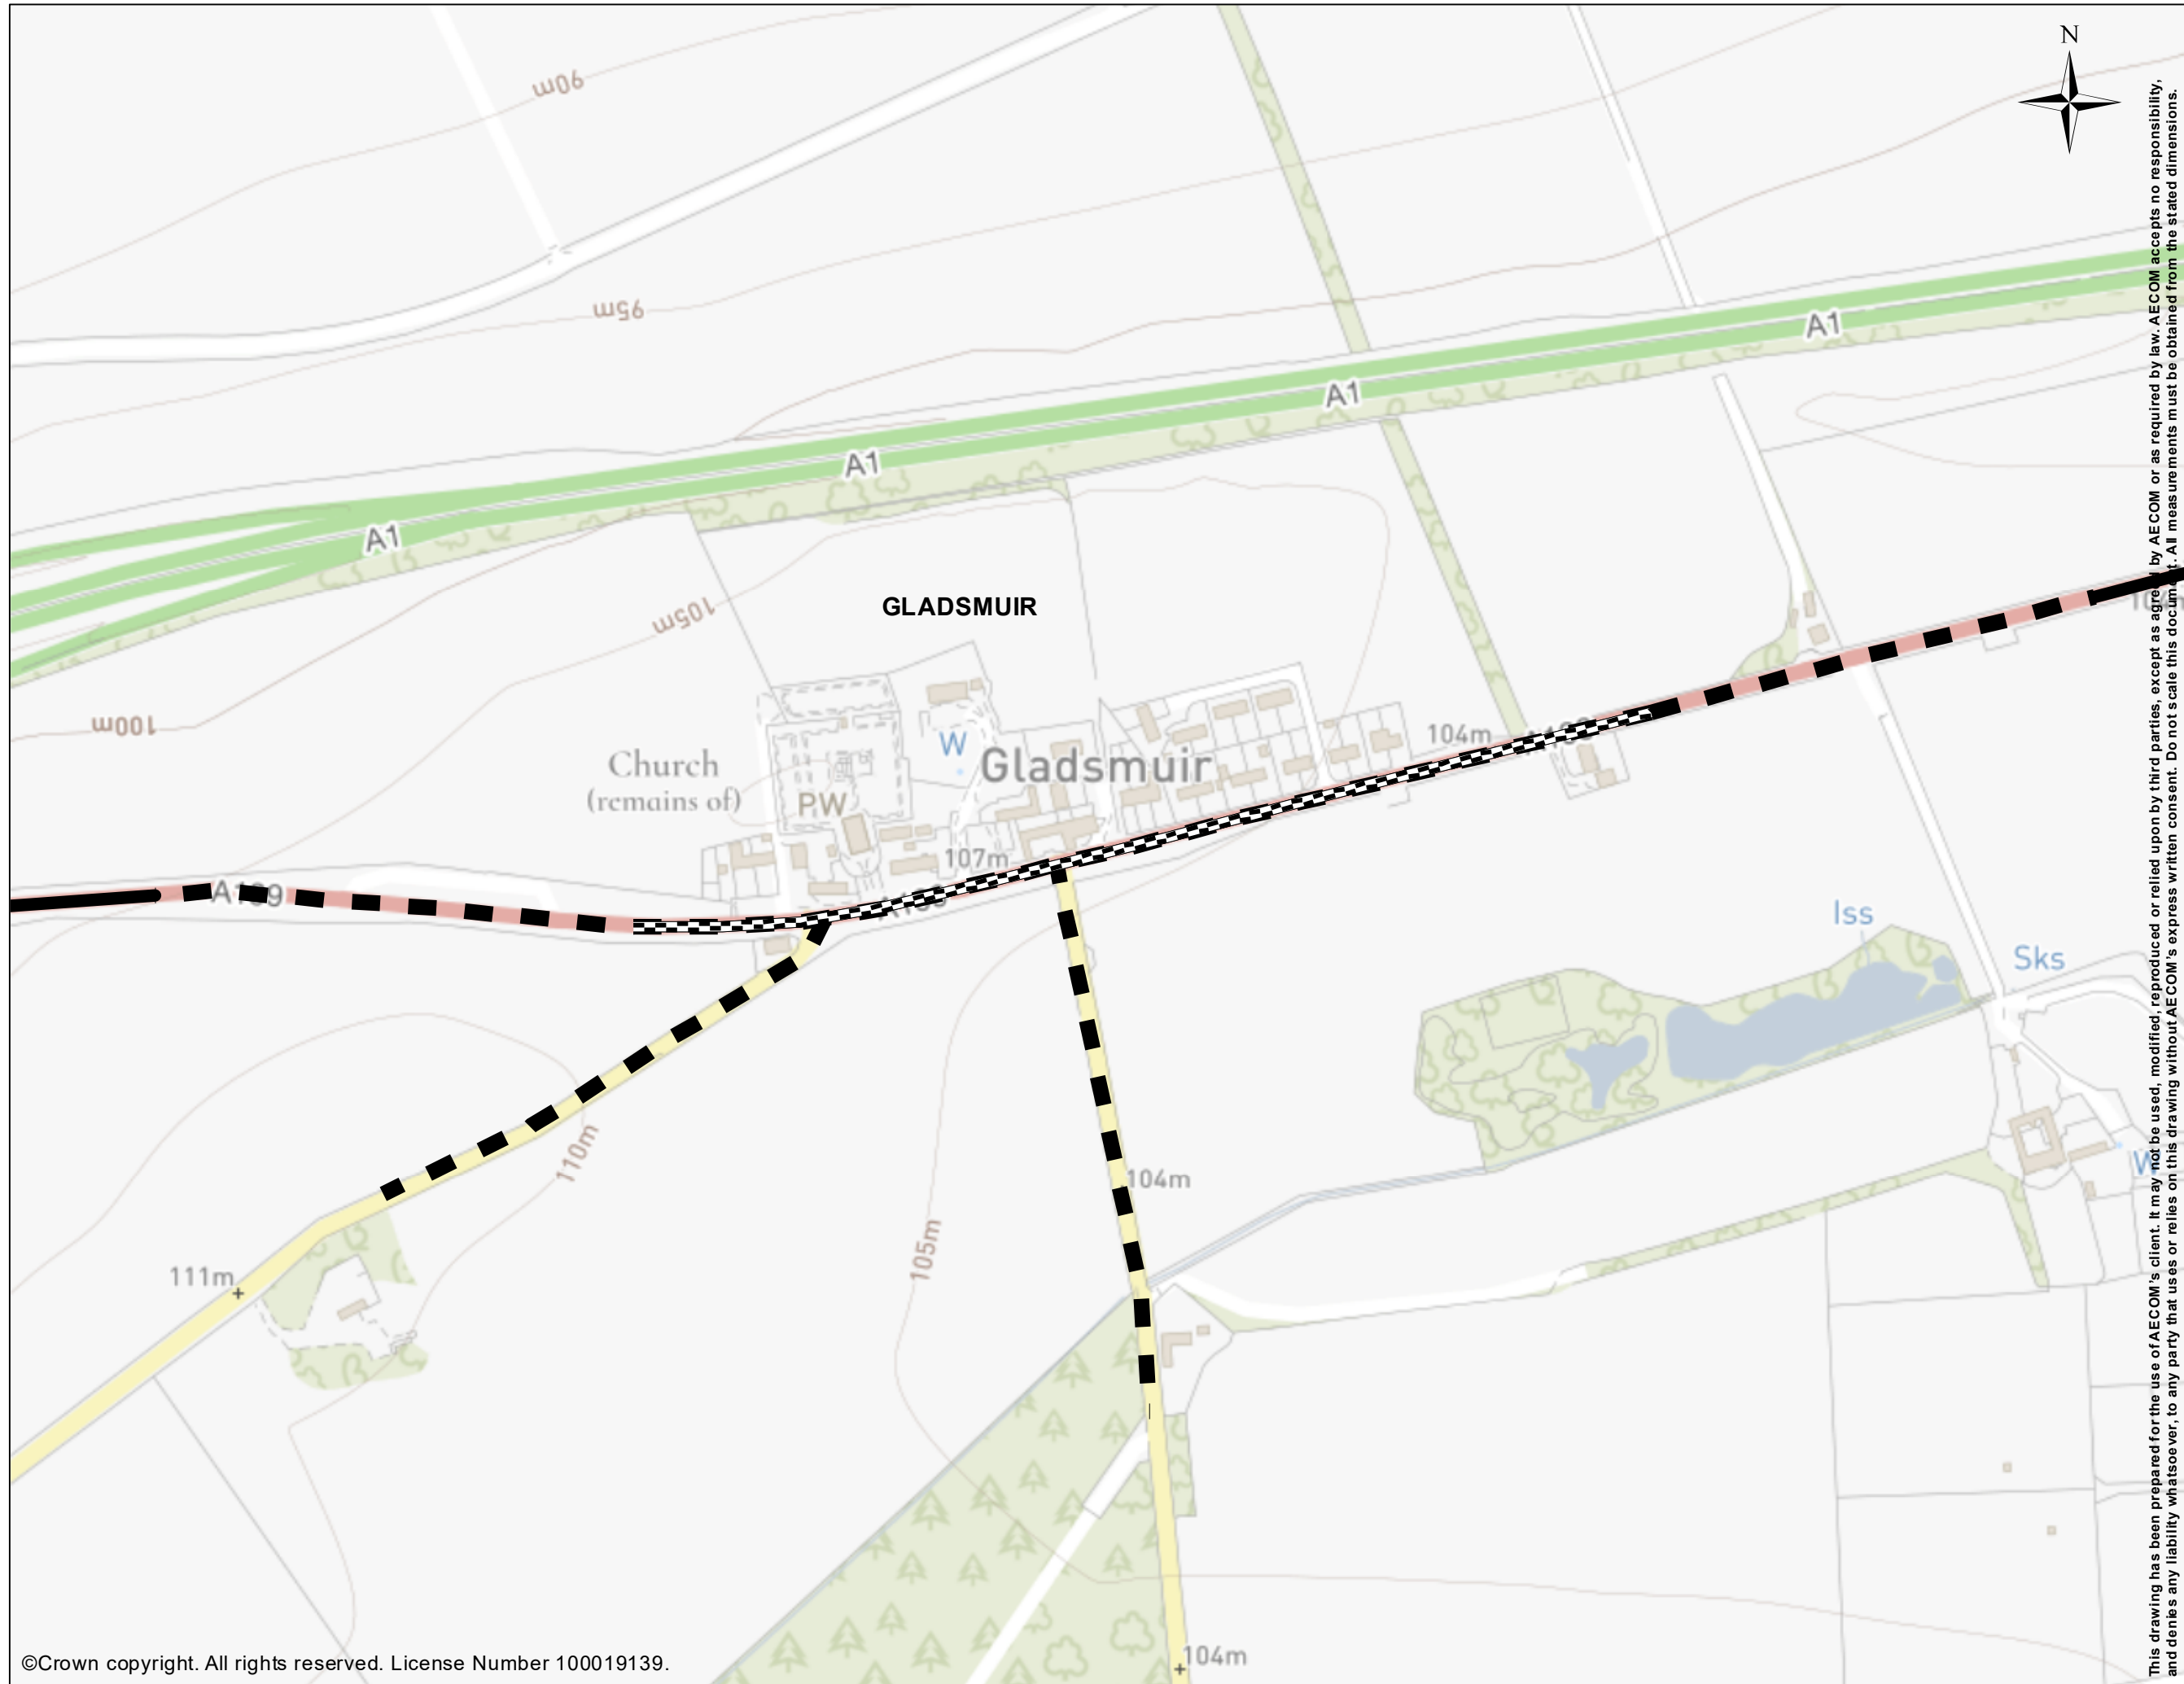 N
90m
95m
A1
A1
A1
A1
GLADSMUIR
105m
100m
104m
Church
(remains of)
W
Gladsmuir
PW
104m
107m
A199
Iss
Sks
110m
W
104m
105m
111m
104m
©Crown copyright. All rights reserved. License Number 100019139.
This drawing has been prepared for the use of AECOM's client. It may not be used, modified, reproduced or relied upon by third parties, except as agreed by AECOM or as required by law. AECOM accepts no responsibility,
and denies any liability whatsoever, to any party that uses or relies on this drawing without AECOM's express written consent. Do not scale this document. All measurements must be obtained from the stated dimensions.